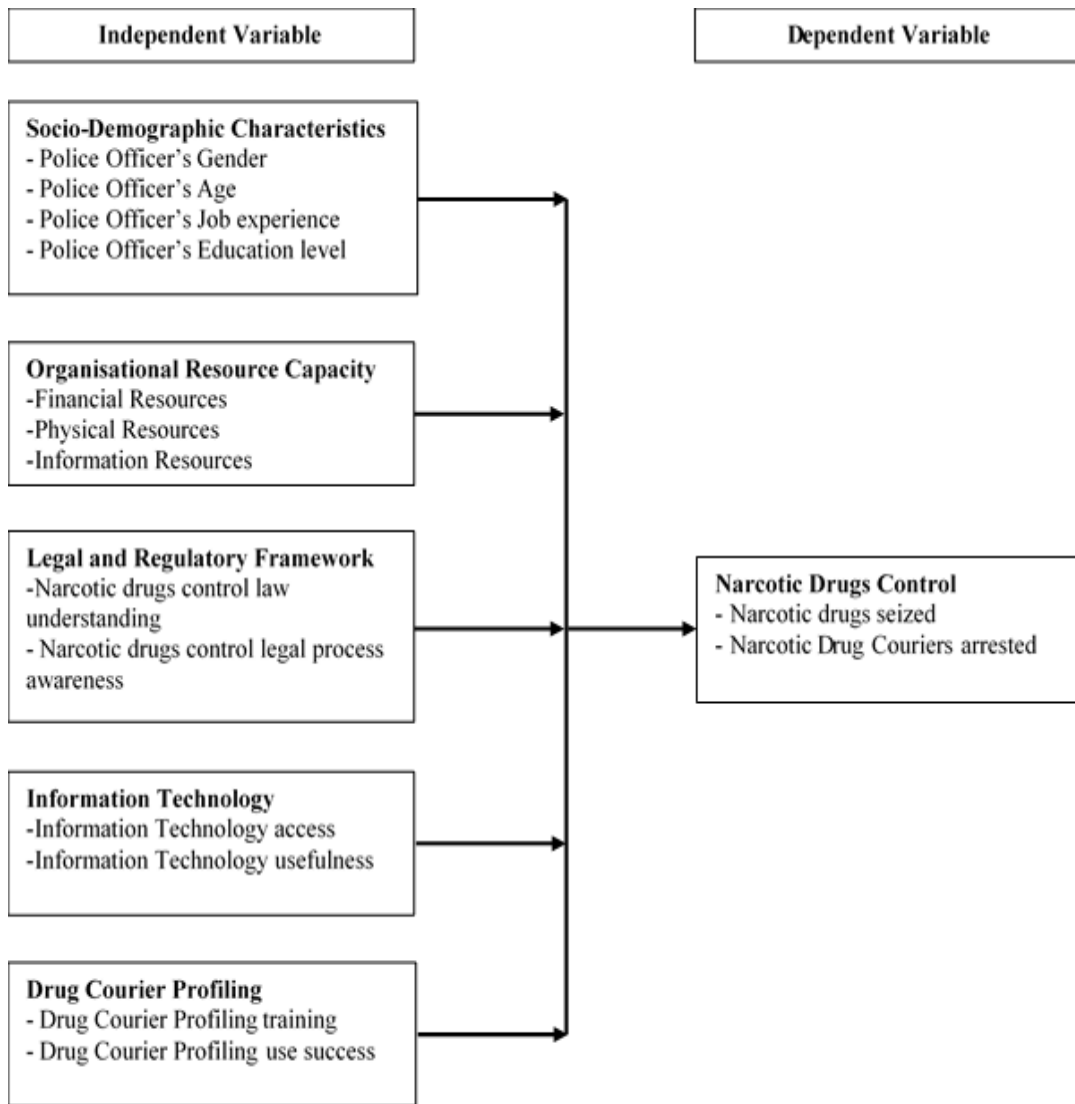 Independent Variable
Dependent Variable
Socio-Demographic Characteristics
- Police Officer’s Gender
- Police Officer’s Age
- Police Officer’s Job experience
- Police Officer’s Education level
Organisational Resource Capacity
-Financial Resources
-Physical Resources
-Information Resources
Legal and Regulatory Framework
-Narcotic drugs control law
understanding
- Narcotic drugs control legal process
awareness
Narcotic Drugs Control
- Narcotic drugs seized
- Narcotic Drug Couriers arrested
Information Technology
-Information Technology access
-Information Technology usefulness
Drug Courier Profiling
- Drug Courier Profiling training
- Drug Courier Profiling use success